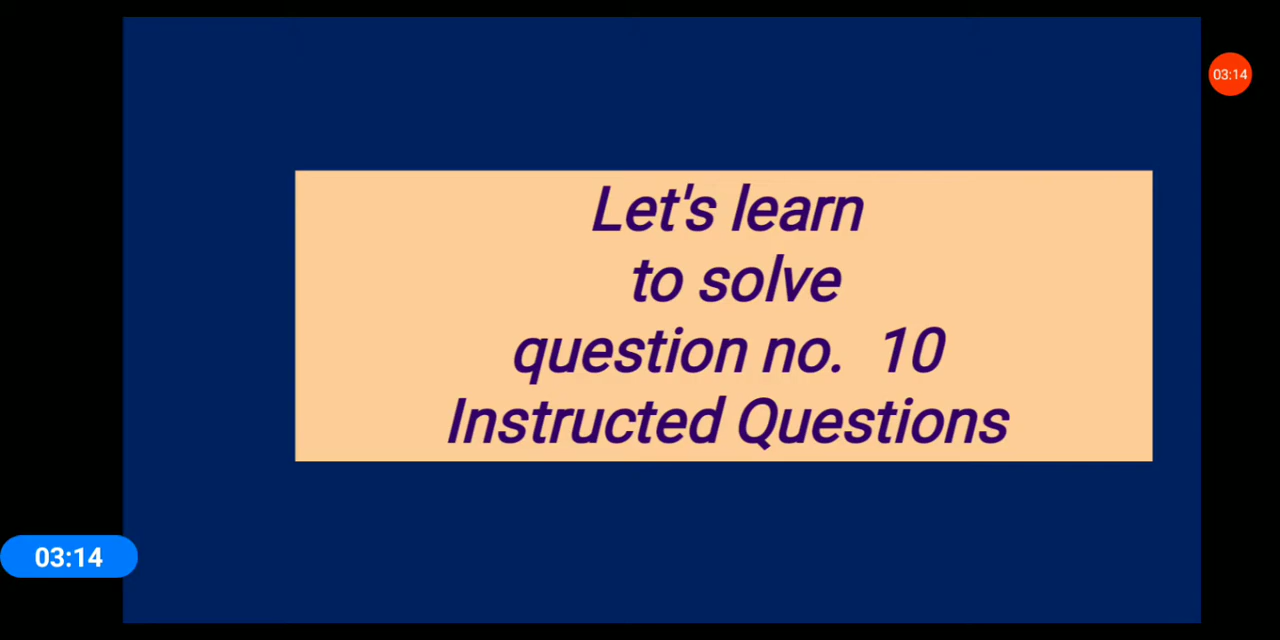 03:14
Let's learn
to solve
question no. 10
Instructed Questions
03:14